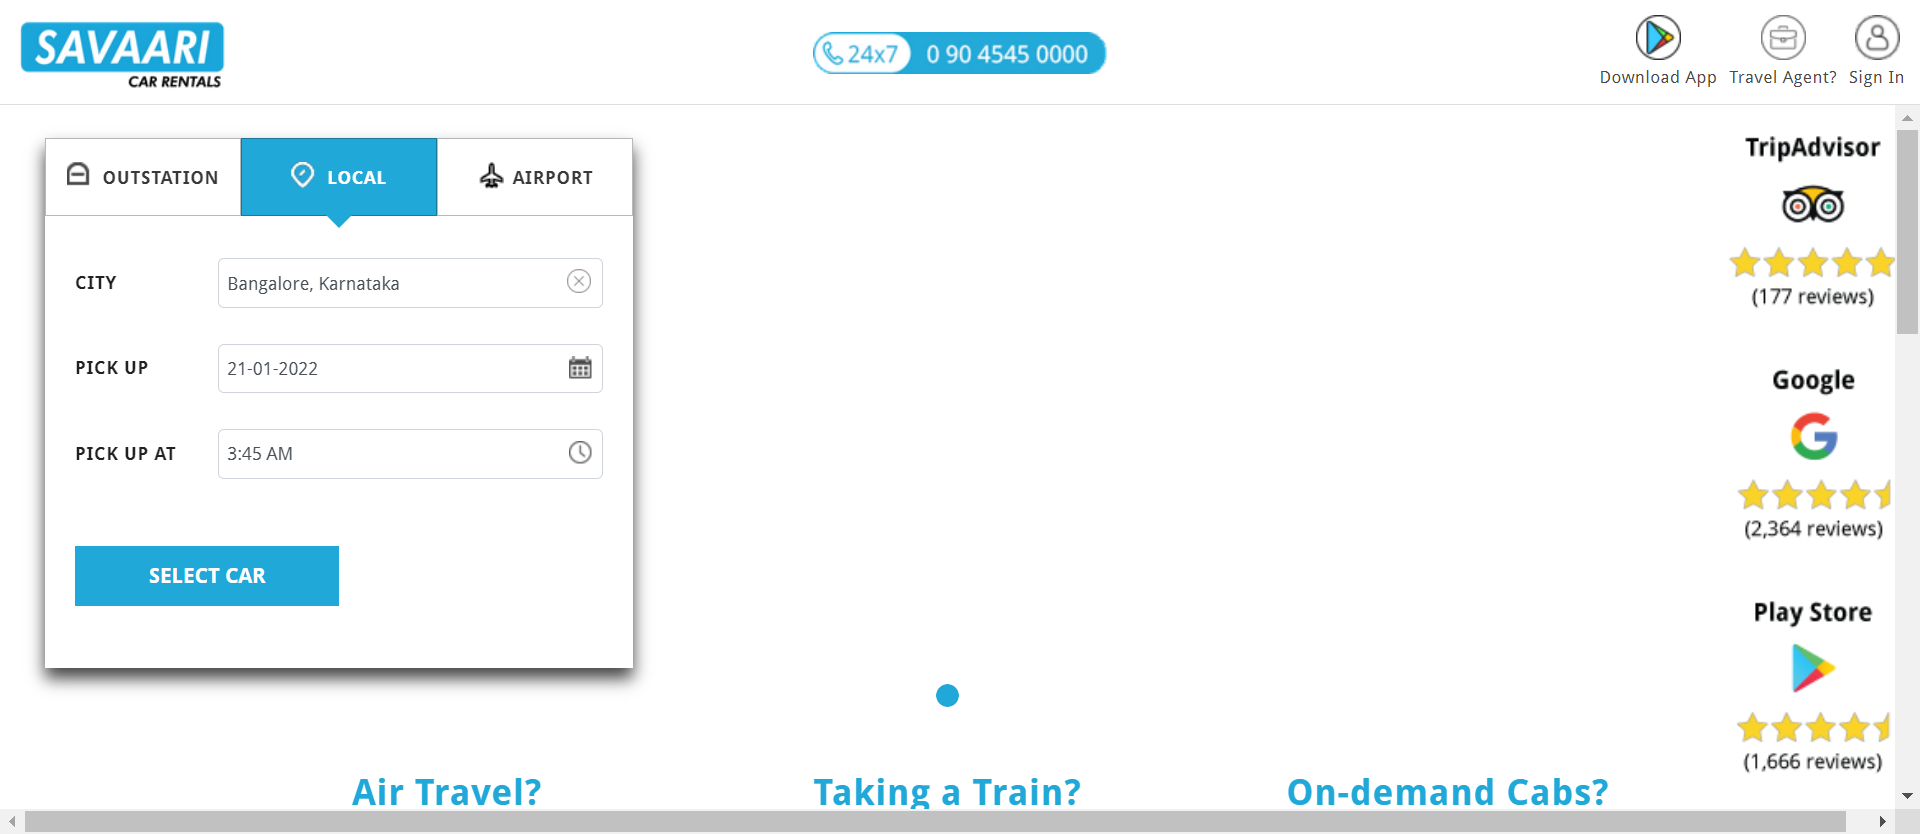 SAVAARI
CAR RENTALS
24x7 0 90 4545 0000
Download App
Travel Agent?
Sign In
OUTSTATION
LOCAL
AIRPORT
CITY
Bangalore, Karnataka
PICK UP
21-01-2022
PICK UP AT
3:45 AM
SELECT CAR
TripAdvisor
(177 reviews)
Google
(2,364 reviews)
Play Store
(1,666 reviews)
Air Travel?
Taking a Train?
On-demand Cabs?